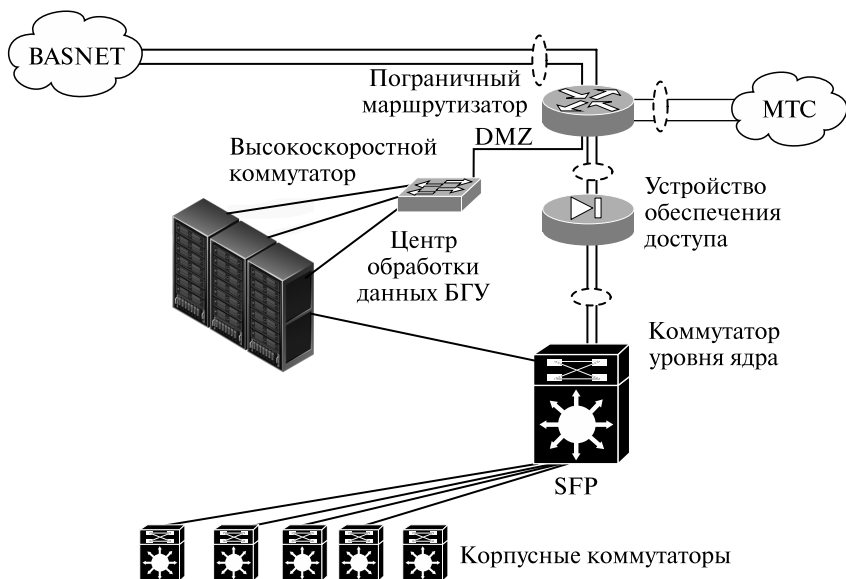 BASNET
Пограничный
маршрутизатор
МТС
DMZ
Высокоскоростной
коммутатор
Устройство
обеспечения
доступа
Центр
обработки
данных БГУ
Коммутатор
уровня ядра
SFP
Корпусные коммутаторы